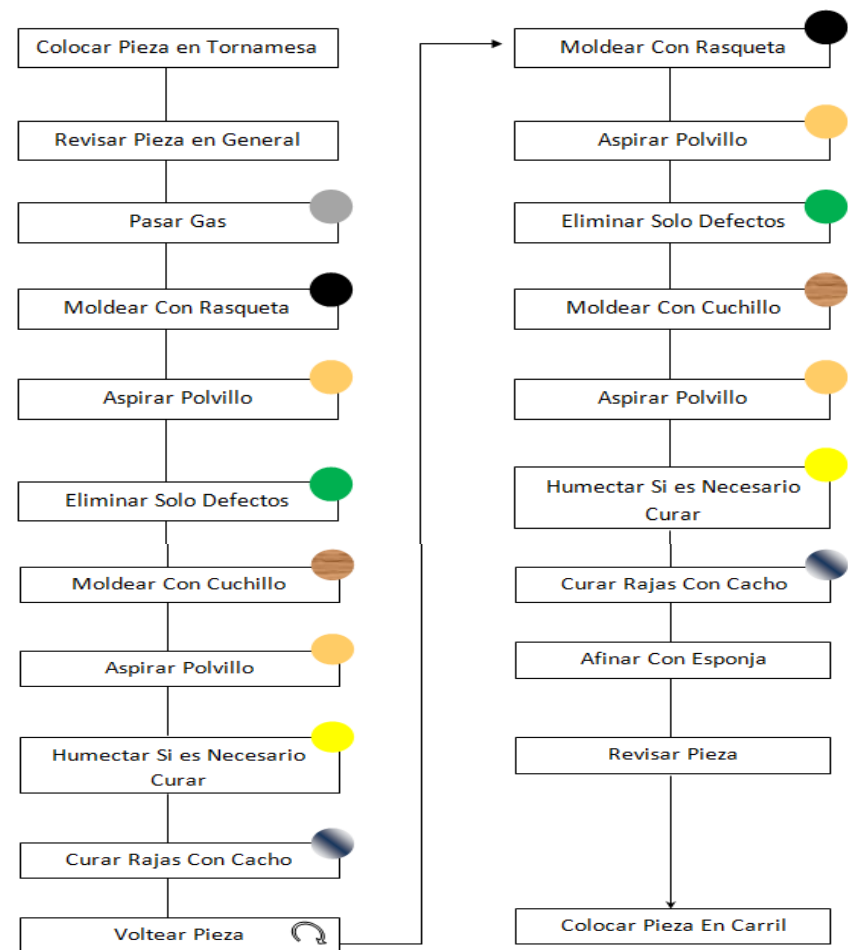 Colocar Pieza en Tornamesa
Revisar Pieza en General
Pasar Gas
Moldear Con Rasqueta
Aspirar Polvillo
Eliminar Solo Defectos
Moldear Con Cuchillo
Aspirar Polvillo
Humectar Si es Necesario
Curar
Curar Rajas Con Cacho
Voltear Pieza
Moldear Con Rasqueta
Aspirar Polvillo
Eliminar Solo Defectos
Moldear Con Cuchillo
Aspirar Polvillo
Humectar Si es Necesario
Curar
Curar Rajas Con Cacho
Afinar Con Esponja
Revisar Pieza
Colocar Pieza En Carril